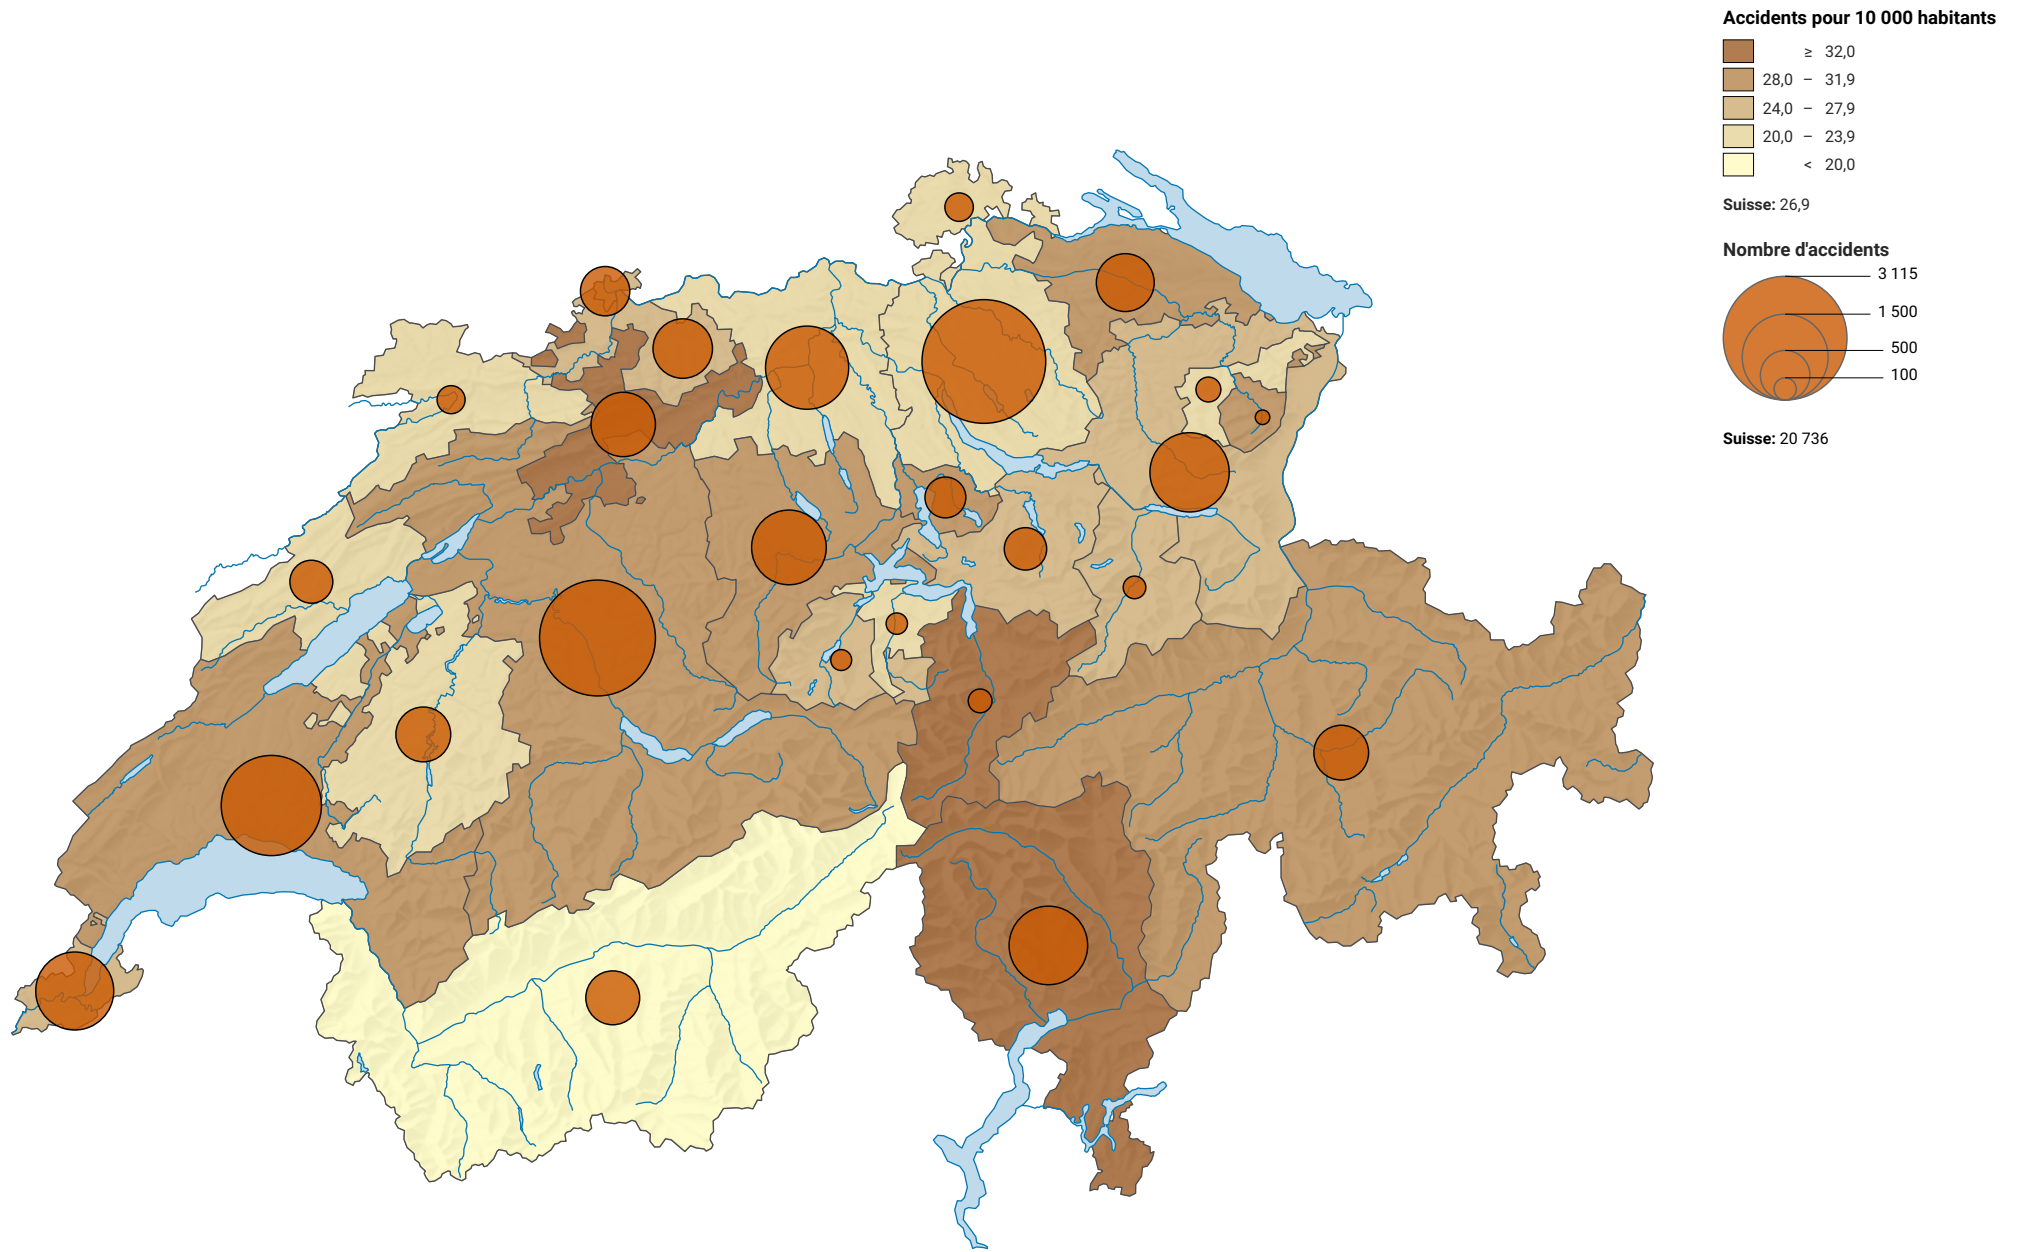 Accidents pour 10 000 habitants
≥ 32,0
28,0 – 31,9
24,0 – 27,9
20,0 – 23,9
< 20,0
Suisse: 26,9
Nombre d'accidents
3 115
1 500
500
100
Suisse: 20 736